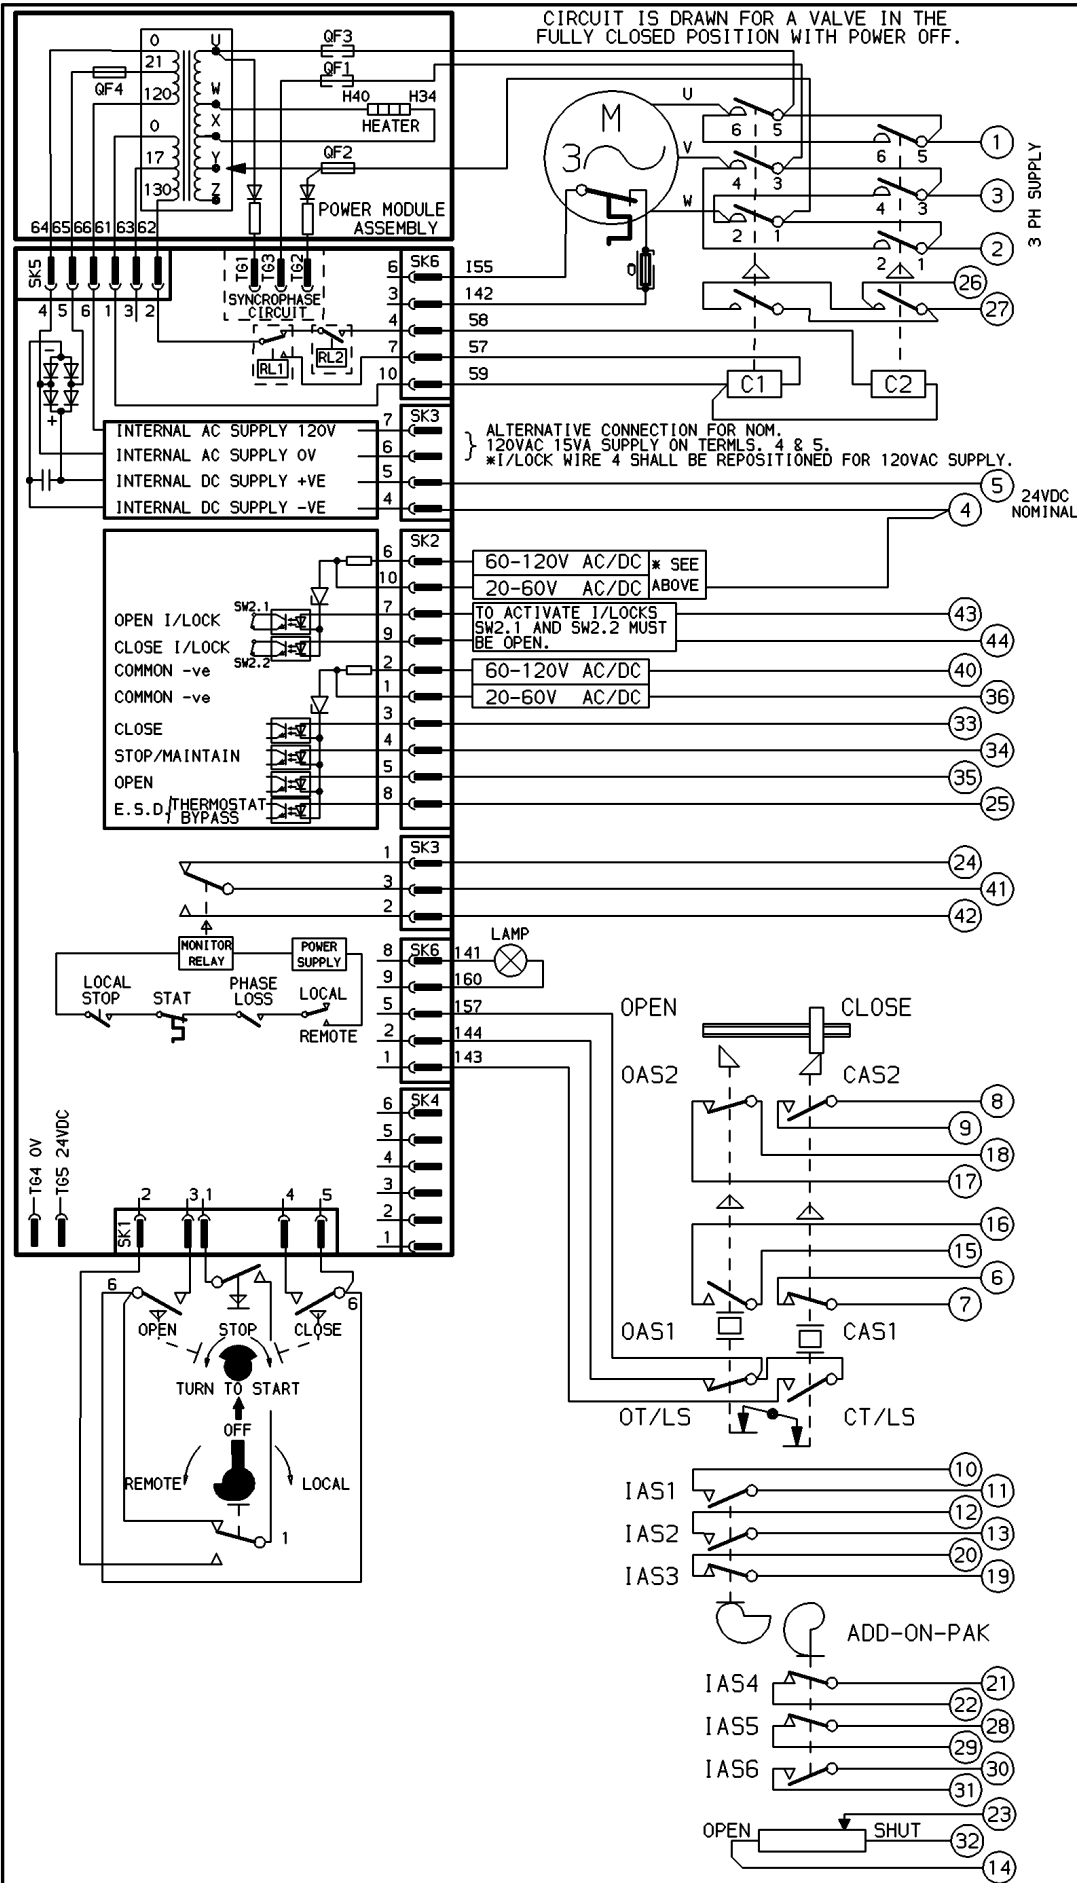 CIRCUIT IS DRAWN FOR A VALVE IN THE
FULLY CLOSED POSITION WITH POWER OFF.
0
21
120
0
17
130
QF4
U
W
X
Y
Z
QF3
QF1
H40 H34
HEATER
QF2
POWER MODULE
ASSEMBLY
64 65 66 61 63 62
M
3
U
V
W
6 5
4 3
2 1
6 5
4 3
2 1
1
3
2
3 PH SUPPLY
26
27
C1
C2
SK5
4 5 6 1 3 2
TG1
TG3
TG2
SYNCROPHASE
CIRCUIT
RL1
RL2
-
+
SK6
6 155
3 142
4 58
7 57
10 59
SK3
INTERNAL AC SUPPLY 120V 7
INTERNAL AC SUPPLY 0V 6
INTERNAL DC SUPPLY +VE 5
INTERNAL DC SUPPLY -VE 4
} ALTERNATIVE CONNECTION FOR NOM.
120VAC 15VA SUPPLY ON TERMLS. 4 & 5.
*I/LOCK WIRE 4 SHALL BE REPOSITIONED FOR 120VAC SUPPLY.
5
4
24VDC
NOMINAL
SK2
6
10
60-120V AC/DC
20-60V AC/DC
* SEE
ABOVE
OPEN I/LOCK SW2.1 7
CLOSE I/LOCK SW2.2 9
TO ACTIVATE I/LOCKS
SW2.1 AND SW2.2 MUST
BE OPEN.
43
44
COMMON -ve 2 60-120V AC/DC 40
COMMON -ve 1 20-60V AC/DC 36
CLOSE 3 33
STOP/MAINTAIN 4 34
OPEN 5 35
E.S.D./THERMOSTAT
BYPASS 8 25
SK3
1 24
3 41
2 42
MONITOR
RELAY
POWER
SUPPLY
LOCAL
STOP
STAT
PHASE
LOSS
LOCAL
REMOTE
SK6
8 141
LAMP
9 160
5 157
2 144
1 143
SK4
6
5
4
3
2
1
TG4 0V
TG5 24VDC
SK1
2 3 1 4 5
6
6
OPEN STOP CLOSE
TURN TO START
OFF
REMOTE LOCAL
1
OPEN CLOSE
OAS2 CAS2
8
9
18
17
16
15
6
7
OAS1 CAS1
OT/LS CT/LS
IAS1
10
11
IAS2
12
13
IAS3
20
19
ADD-ON-PAK
IAS4
21
22
IAS5
28
29
IAS6
30
31
OPEN SHUT
23
32
14